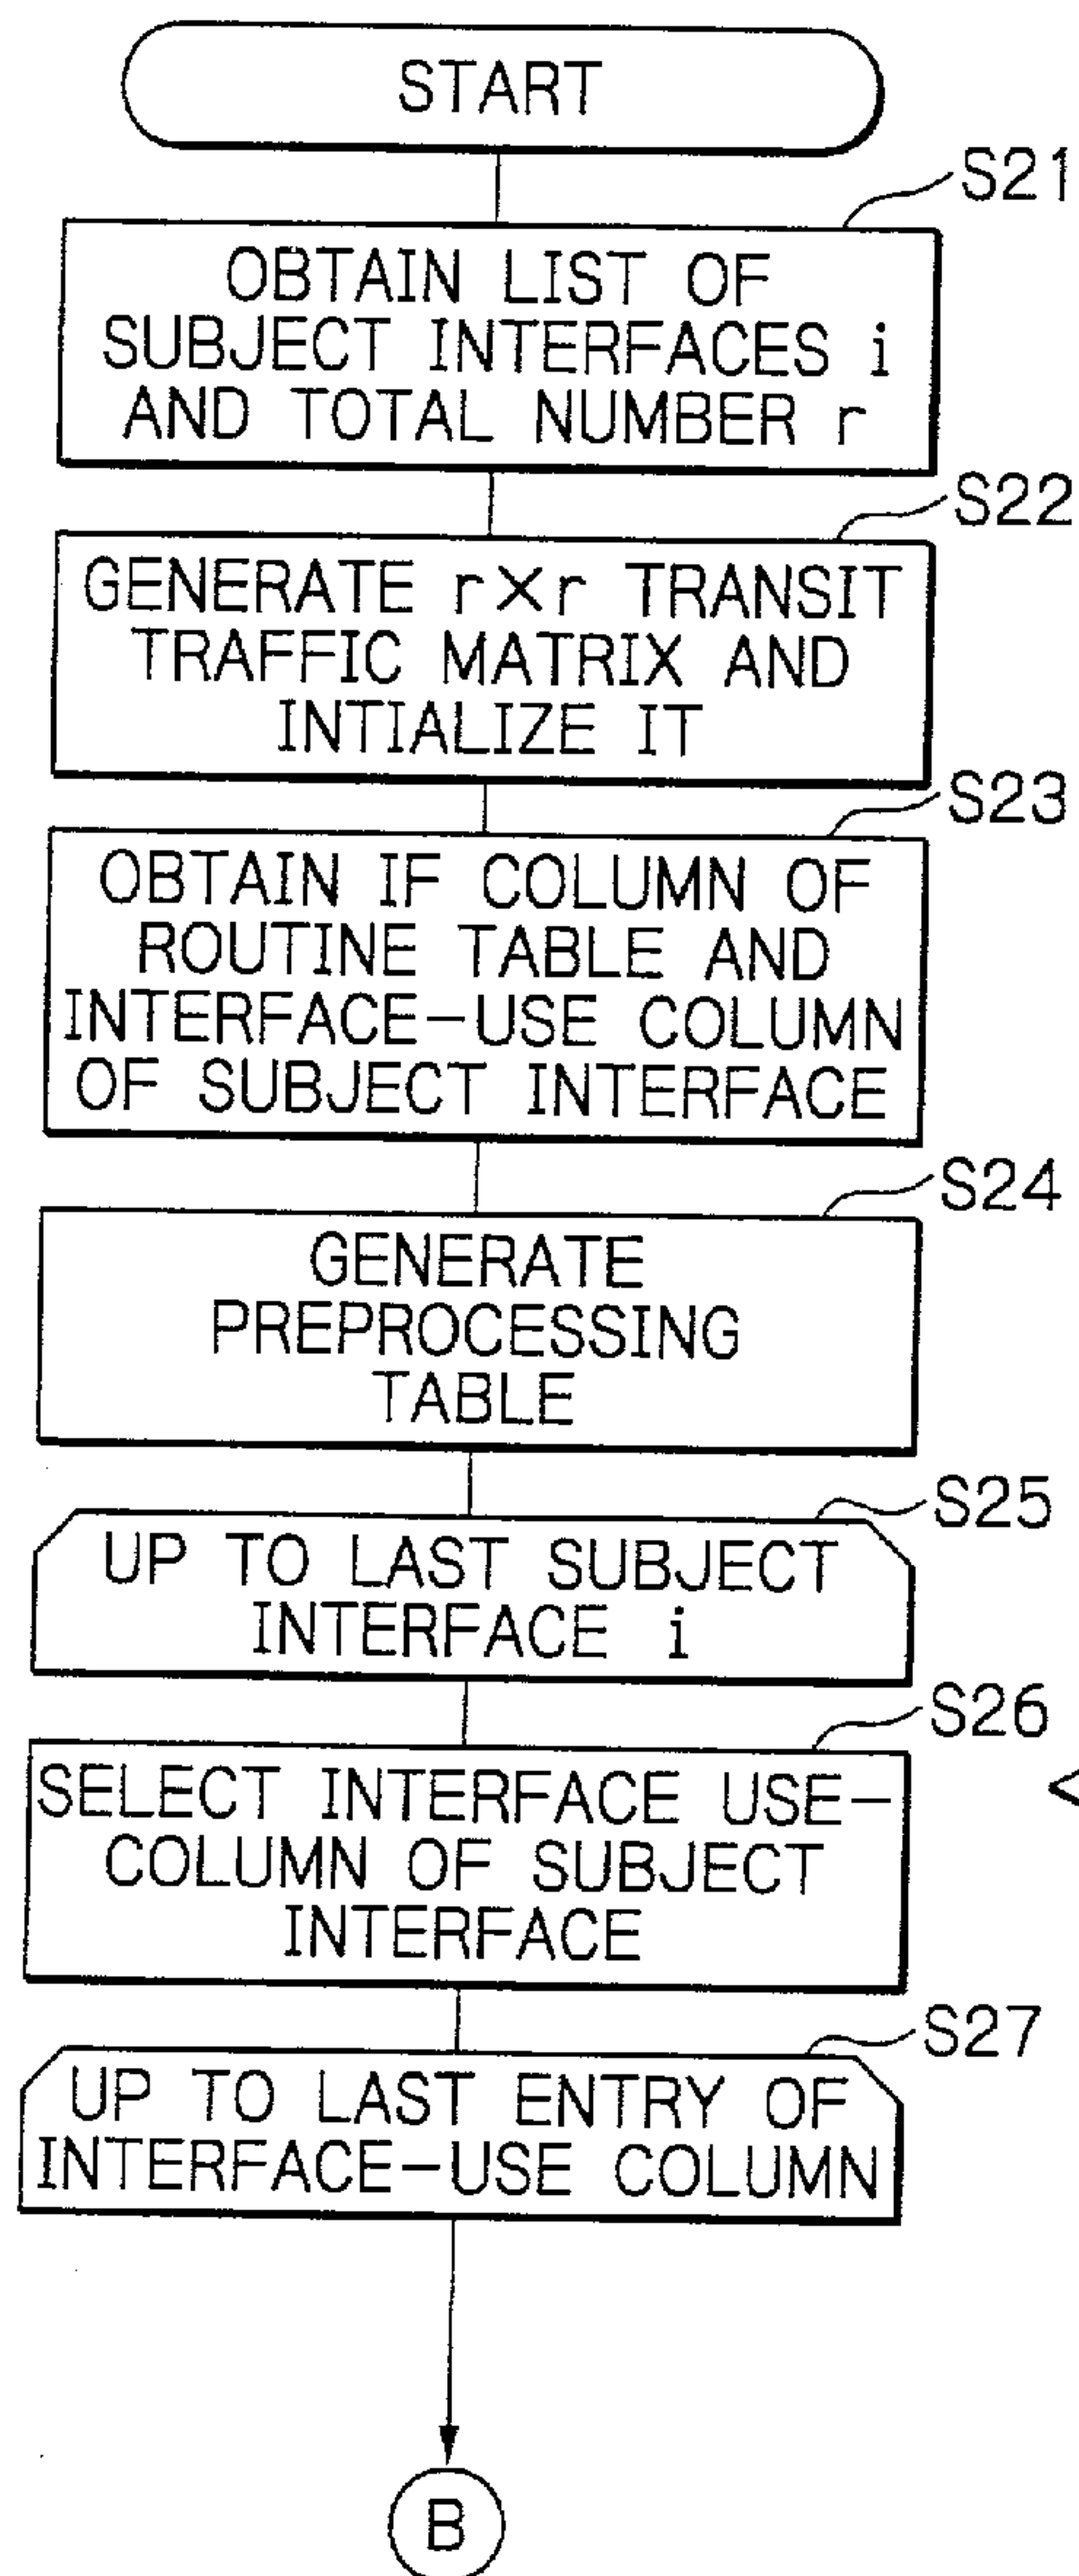 START
S21
OBTAIN LIST OF
SUBJECT INTERFACES i
AND TOTAL NUMBER r
S22
GENERATE r×r TRANSIT
TRAFFIC MATRIX AND
INTIALIZE IT
S23
OBTAIN IF COLUMN OF
ROUTINE TABLE AND
INTERFACE-USE COLUMN
OF SUBJECT INTERFACE
S24
GENERATE
PREPROCESSING
TABLE
S25
UP TO LAST SUBJECT
INTERFACE i
S26
SELECT INTERFACE USE-
COLUMN OF SUBJECT
INTERFACE
<
S27
UP TO LAST ENTRY OF
INTERFACE-USE COLUMN
B